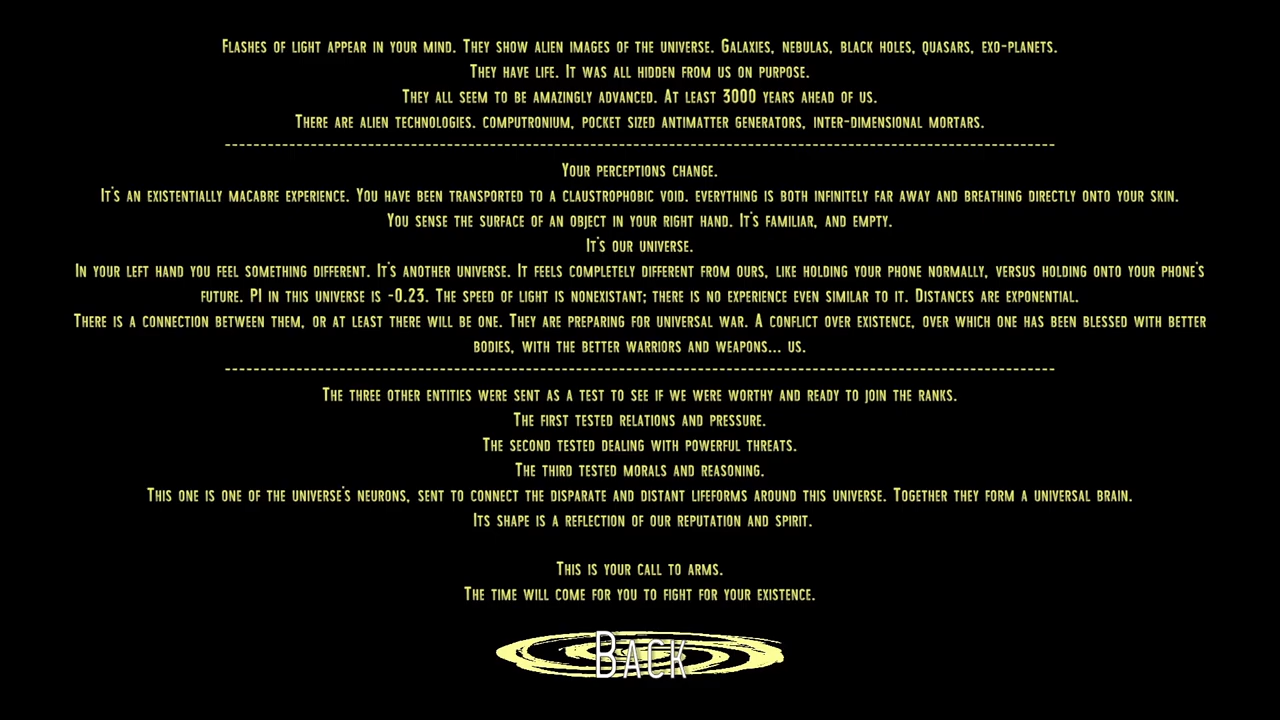 Flashes of light appear in your mind. They show alien images of the universe. Galaxies, nebulas, black holes, quasars, exo-planets.
They have life. It was all hidden from us on purpose.
They all seem to be amazingly advanced. At least 3000 years ahead of us.
There are alien technologies. computronium, pocket sized antimatter generators, inter-dimensional mortars.
--------------------------------------------------------------------------------------------------------------
Your perceptions change.
It's an existentially macabre experience. You have been transported to a claustrophobic void. everything is both infinitely far away and breathing directly onto your skin.
You sense the surface of an object in your right hand. It's familiar, and empty.
It's our universe.
In your left hand you feel something different. It's another universe. It feels completely different from ours, like holding your phone normally, versus holding onto your phone's
future. PI in this universe is -0.23. The speed of light is nonexistant; there is no experience even similar to it. Distances are exponential.
There is a connection between them, or at least there will be one. They are preparing for universal war. A conflict over existence, over which one has been blessed with better
bodies, with the better warriors and weapons... us.
--------------------------------------------------------------------------------------------------------------
The three other entities were sent as a test to see if we were worthy and ready to join the ranks.
The first tested relations and pressure.
The second tested dealing with powerful threats.
The third tested morals and reasoning.
This one is one of the universe's neurons, sent to connect the disparate and distant lifeforms around this universe. Together they form a universal brain.
Its shape is a reflection of our reputation and spirit.
This is your call to arms.
The time will come for you to fight for your existence.
Back